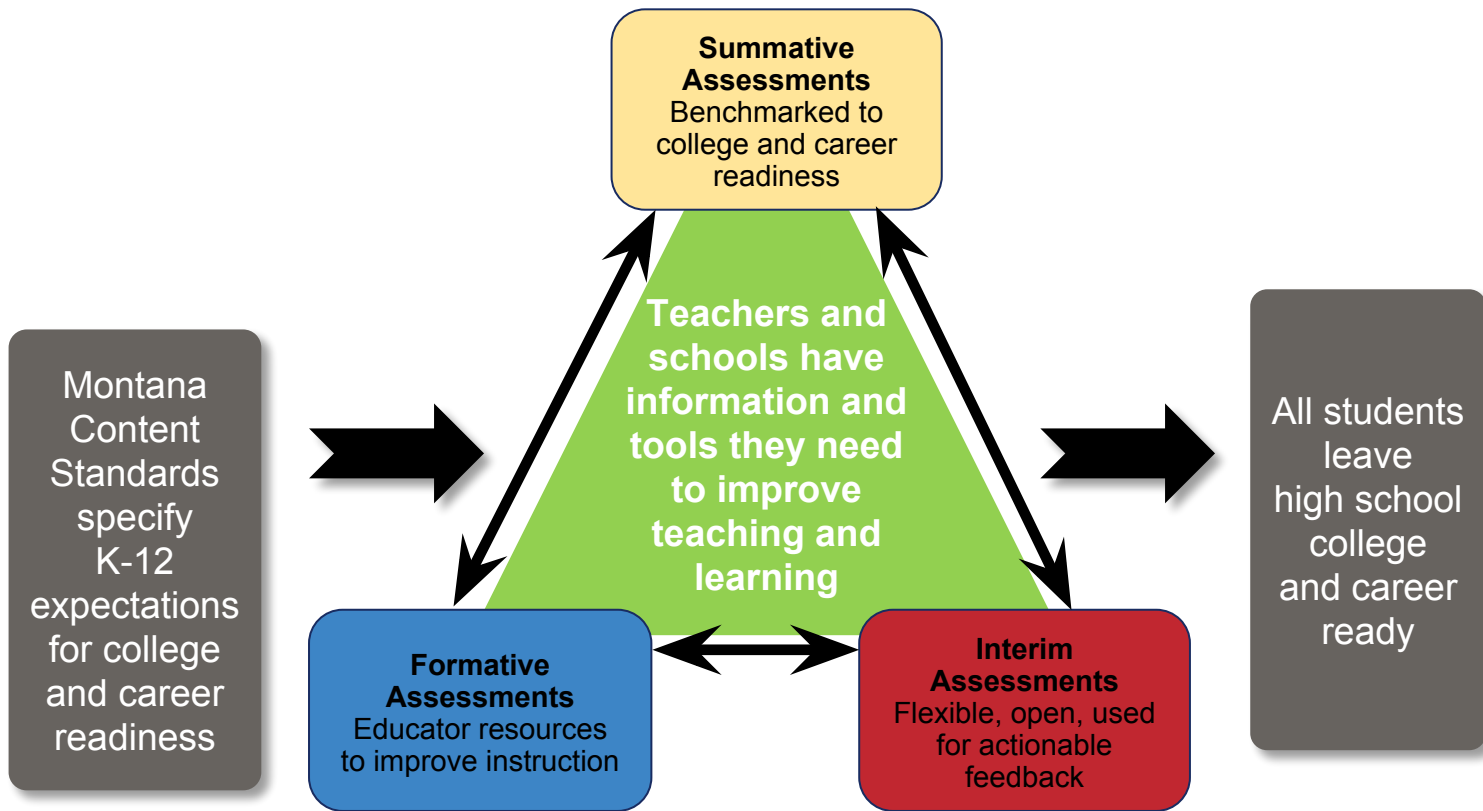 Summative
Assessments
Benchmarked to
college and career
readiness
Montana
Content
Standards
specify
K-12
expectations
for college
and career
readiness
Teachers and
schools have
information and
tools they need
to improve
teaching and
learning
All students
leave
high school
college
and career
ready
Formative
Assessments
Educator resources
to improve instruction
Interim
Assessments
Flexible, open, used
for actionable
feedback